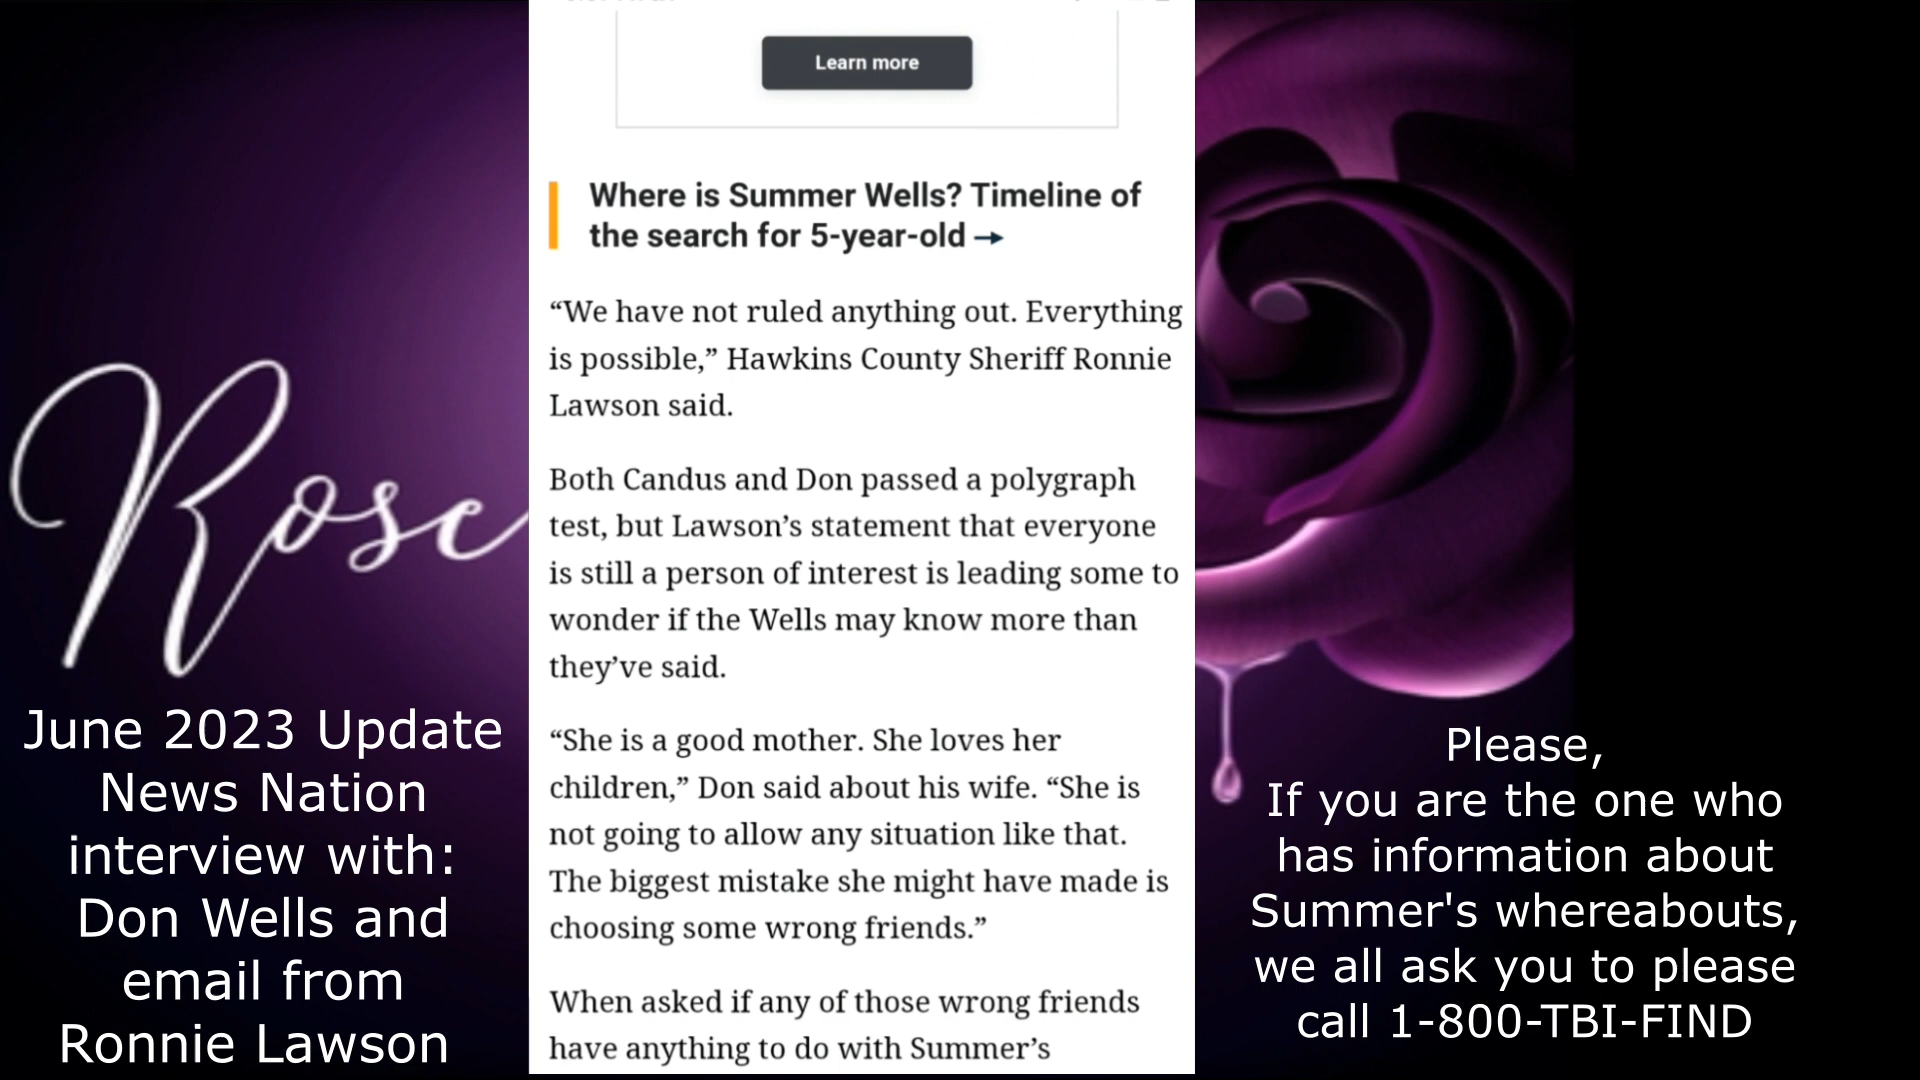 Learn more
Where is Summer Wells? Timeline of
the search for 5-year-old →
“We have not ruled anything out. Everything
is possible,” Hawkins County Sheriff Ronnie
Lawson said.
Both Candus and Don passed a polygraph
test, but Lawson’s statement that everyone
is still a person of interest is leading some to
wonder if the Wells may know more than
they’ve said.
“She is a good mother. She loves her
children,” Don said about his wife. “She is
not going to allow any situation like that.
The biggest mistake she might have made is
choosing some wrong friends.”
When asked if any of those wrong friends
have anything to do with Summer’s
Rose
June 2023 Update
News Nation
interview with:
Don Wells and
email from
Ronnie Lawson
Please,
If you are the one who
has information about
Summer's whereabouts,
we all ask you to please
call 1-800-TBI-FIND